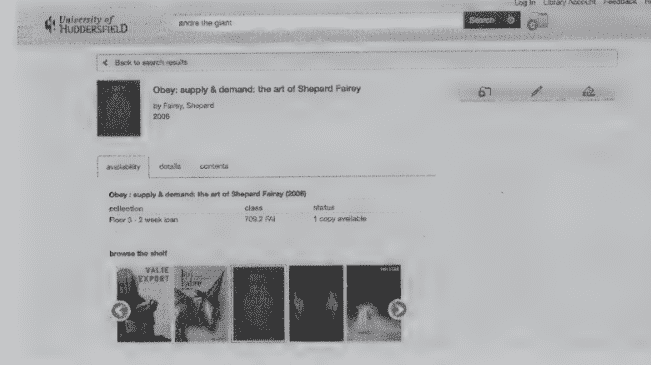 Log In Library Account Feedback
University of
HUDDERSFIELD
andre the giant
Search
Back to search results
Obey: supply & demand: the art of Shepard Fairey
by Fairey, Shepard
2006
availability details contents
Obey : supply & demand: the art of Shepard Fairey (2006)
collection class status
Floor 3 - 2 week loan 709.2 FAI 1 copy available
browse the shelf
VALIE
EXPORT